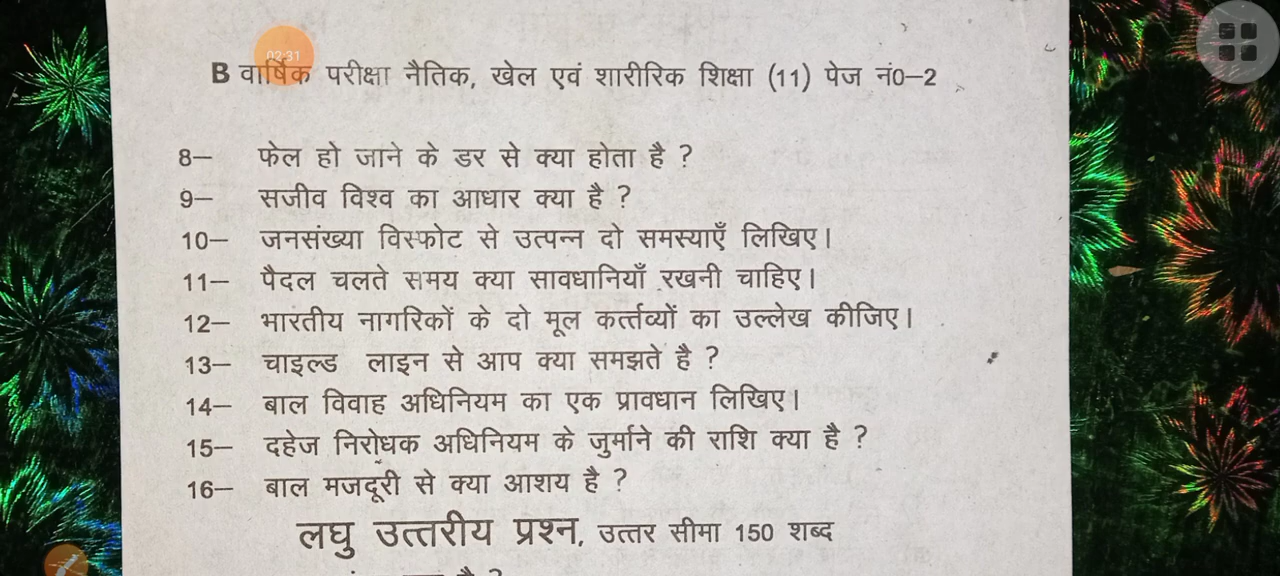 02:31
B वार्षिक परीक्षा नैतिक, खेल एवं शारीरिक शिक्षा (11) पेज नं0–2
8– फेल हो जाने के डर से क्या होता है ?
9– सजीव विश्व का आधार क्या है ?
10– जनसंख्या विस्फोट से उत्पन्न दो समस्याएँ लिखिए।
11– पैदल चलते समय क्या सावधानियाँ रखनी चाहिए।
12– भारतीय नागरिकों के दो मूल कर्त्तव्यों का उल्लेख कीजिए।
13– चाइल्ड लाइन से आप क्या समझते है ?
14– बाल विवाह अधिनियम का एक प्रावधान लिखिए।
15– दहेज निरोधक अधिनियम के जुर्माने की राशि क्या है ?
16– बाल मजदूरी से क्या आशय है ?
लघु उत्तरीय प्रश्न, उत्तर सीमा 150 शब्द